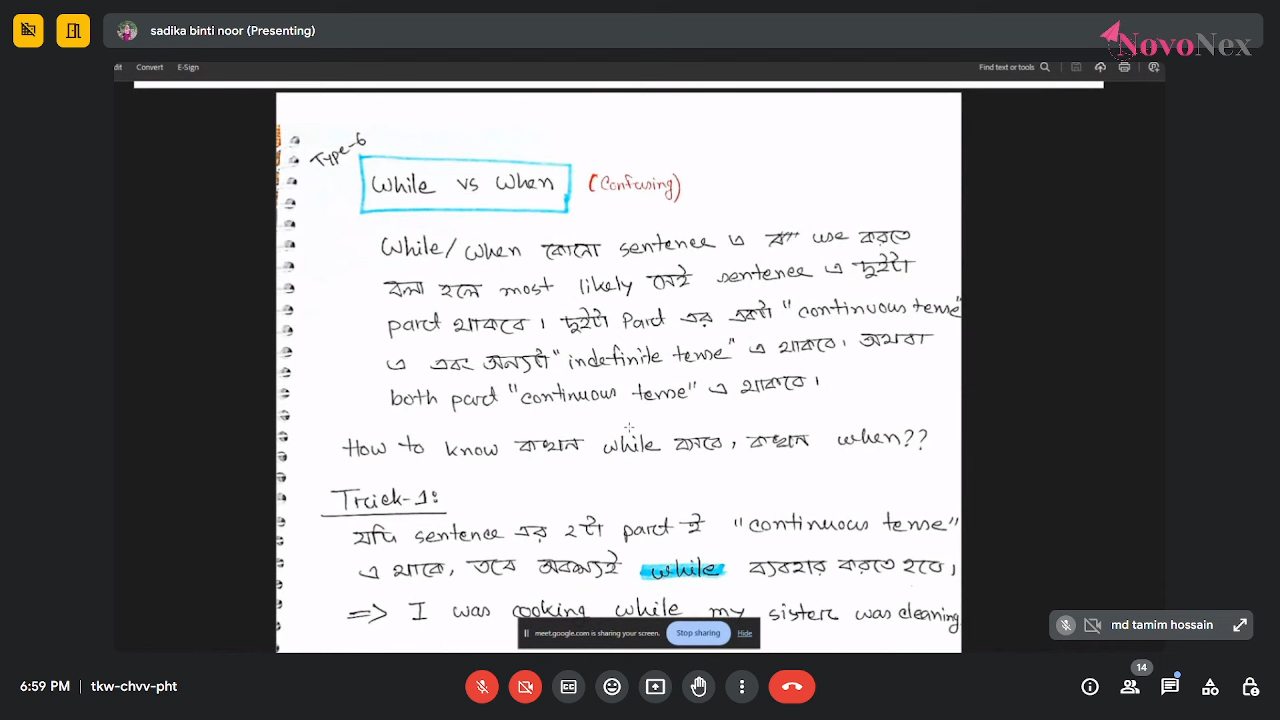 sadika binti noor (Presenting)
NovoNex
dit Convert E-Sign
Find text or tools
Type-6
While vs When (Confusing)
While/When কোনো sentence এ use করতে
বলা হলে most likely সেই sentence এ দুইটা
part থাকবে। দুইটা Part এর একটা "continuous tense"
এ এবং অন্যটা "indefinite tense" এ থাকবে। অথবা
both part "continuous tense" এ থাকবে।
How to know কখন while বসবে, কখন when??
Trick-1:
যদি sentence এর ২টা part ই "continuous tense"
এ থাকে, তবে অবশ্যই while ব্যবহার করতে হবে,
=> I was cooking while my sister was cleaning
meet.google.com is sharing your screen. Stop sharing Hide
md tamim hossain
14
6:59 PM | tkw-chvv-pht